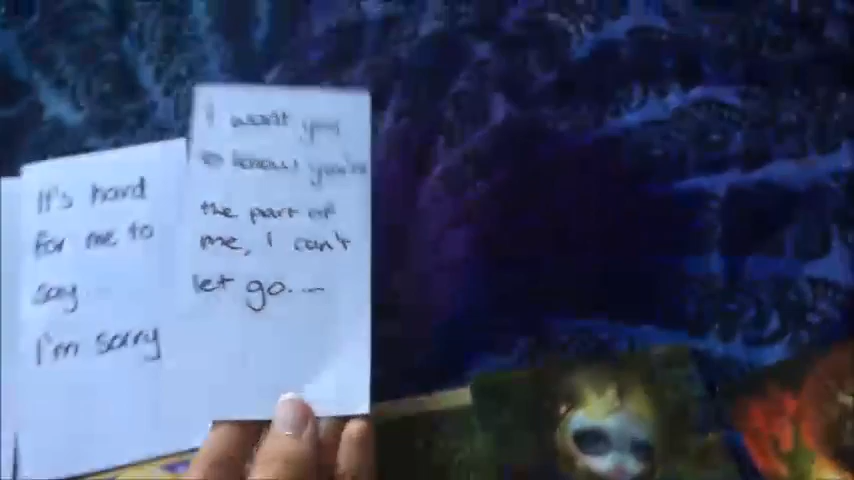 It's hard
for me to
say
I'm sorry
I want you
to know you're
the part of
me, I can't
let go....